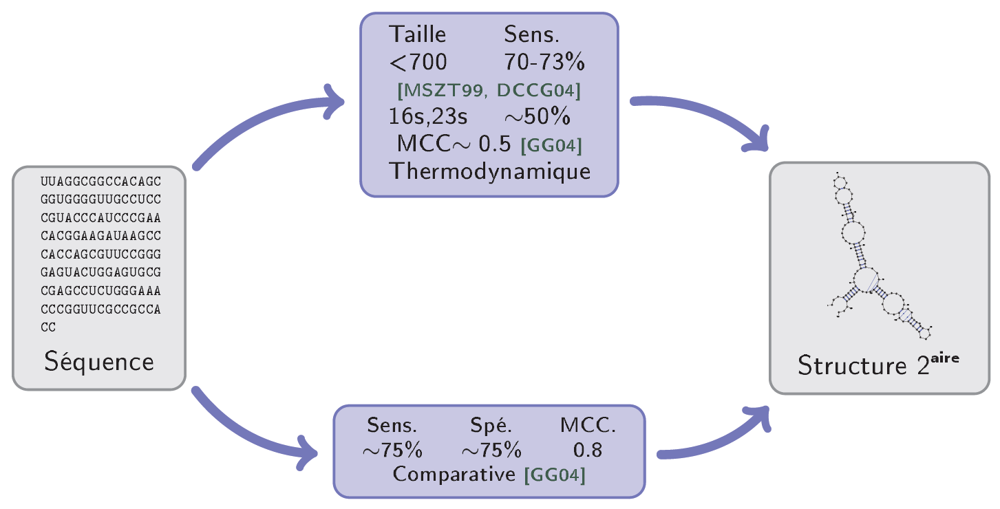 Taille Sens.
<700 70-73%
[MSZT99, DCCG04]
16s,23s ∼50%
MCC∼ 0.5 [GG04]
Thermodynamique
UUAGGCGGCCACAGC
GGUGGGGUUGCCUCC
CGUACCCAUCCCGAA
CACGGAAGAUAAGCC
CACCAGCGUUCCGGG
GAGUACUGGAGUGCG
CGAGCCUCUGGGAAA
CCCGGUUCGCCGCCA
CC
Séquence
Structure 2aire
Sens. Spé. MCC.
∼75% ∼75% 0.8
Comparative [GG04]